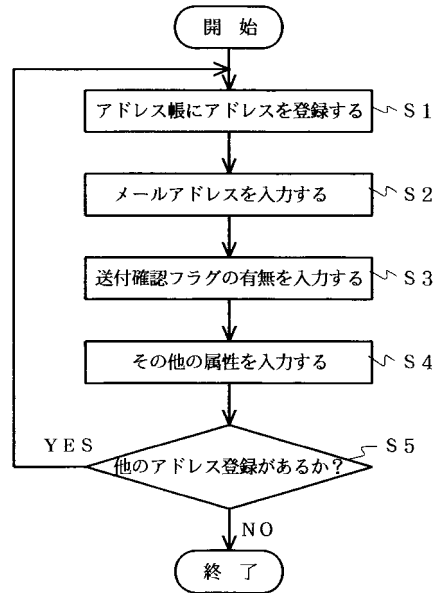 開 始
アドレス帳にアドレスを登録する
S1
メールアドレスを入力する
S2
送付確認フラグの有無を入力する
S3
その他の属性を入力する
S4
YES
S5
他のアドレス登録があるか？
NO
終 了